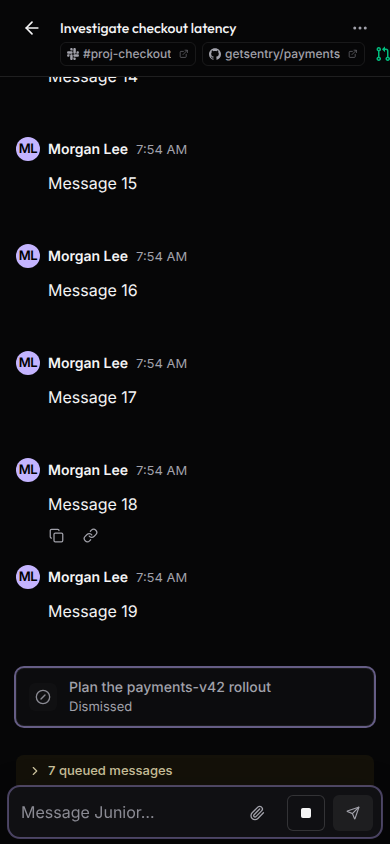 Investigate checkout latency
#proj-checkout getsentry/payments
Message 14
ML Morgan Lee 7:54 AM
Message 15
ML Morgan Lee 7:54 AM
Message 16
ML Morgan Lee 7:54 AM
Message 17
ML Morgan Lee 7:54 AM
Message 18
ML Morgan Lee 7:54 AM
Message 19
Plan the payments-v42 rollout
Dismissed
7 queued messages
Message Junior...